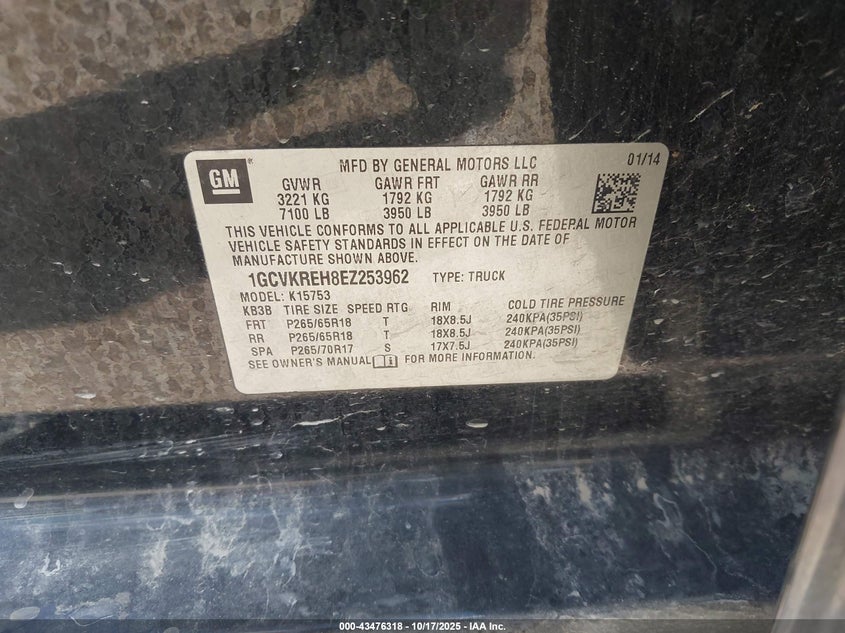 GM
MFD BY GENERAL MOTORS LLC 01/14
GVWR GAWR FRT GAWR RR
3221 KG 1792 KG 1792 KG
7100 LB 3950 LB 3950 LB
THIS VEHICLE CONFORMS TO ALL APPLICABLE U.S. FEDERAL MOTOR
VEHICLE SAFETY STANDARDS IN EFFECT ON THE DATE OF
MANUFACTURE SHOWN ABOVE.
1GCVKREH8EZ253962 TYPE: TRUCK
MODEL: K15753
KB3B TIRE SIZE SPEED RTG RIM COLD TIRE PRESSURE
FRT P265/65R18 T 18X8.5J 240KPA(35PSI)
RR P265/65R18 T 18X8.5J 240KPA(35PSI)
SPA P265/70R17 S 17X7.5J 240KPA(35PSI)
SEE OWNER'S MANUAL FOR MORE INFORMATION.
000-43476318 - 10/17/2025 - IAA Inc.